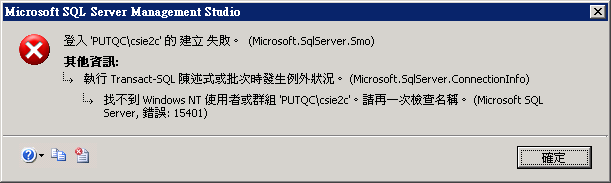 Microsoft SQL Server Management Studio
登入 'PUTQC\csie2c' 的 建立 失敗。 (Microsoft.SqlServer.Smo)
其他資訊:
執行 Transact-SQL 陳述式或批次時發生例外狀況。 (Microsoft.SqlServer.ConnectionInfo)
找不到 Windows NT 使用者或群組 'PUTQC\csie2c'。請再一次檢查名稱。 (Microsoft SQL
Server, 錯誤: 15401)
確定